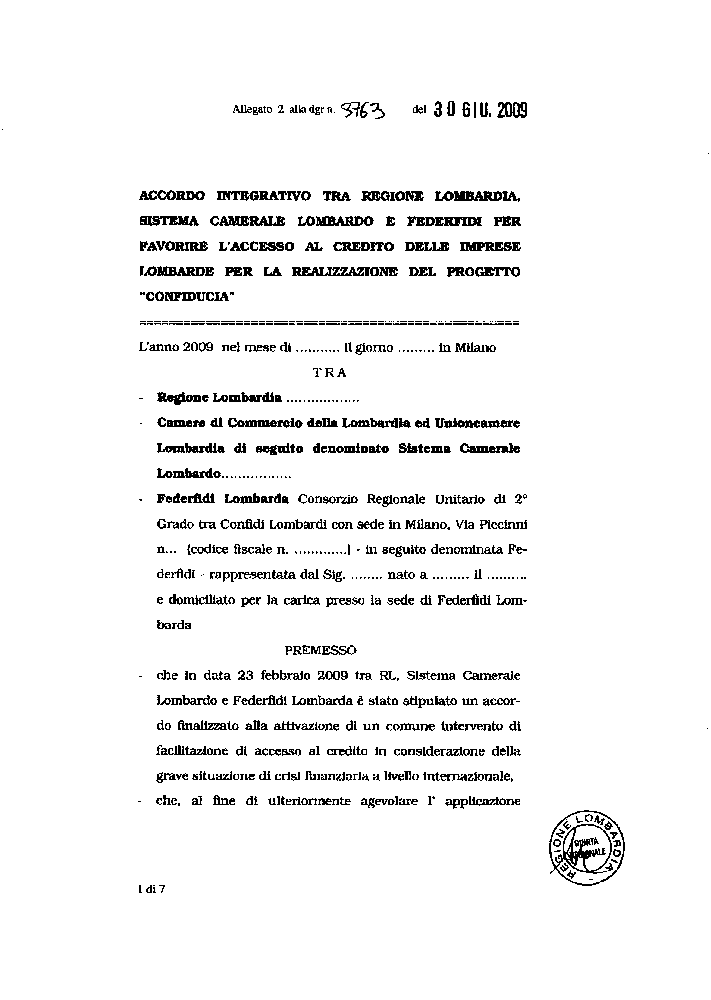 Allegato 2 alla dgr n. 9763 del 30 GIU. 2009
ACCORDO INTEGRATIVO TRA REGIONE LOMBARDIA,
SISTEMA CAMERALE LOMBARDO E FEDERFIDI PER
FAVORIRE L'ACCESSO AL CREDITO DELLE IMPRESE
LOMBARDE PER LA REALIZZAZIONE DEL PROGETTO
"CONFIDUCIA"
====================================================
L'anno 2009 nel mese di ........... il giorno ......... in Milano
T R A
- Regione Lombardia ..................
- Camere di Commercio della Lombardia ed Unioncamere
Lombardia di seguito denominato Sistema Camerale
Lombardo.................
- Federfidi Lombarda Consorzio Regionale Unitario di 2°
Grado tra Confidi Lombardi con sede in Milano, Via Piccinni
n... (codice fiscale n. .............) - in seguito denominata Fe-
derfidi - rappresentata dal Sig. ........ nato a ......... il ..........
e domiciliato per la carica presso la sede di Federfidi Lom-
barda
PREMESSO
- che in data 23 febbraio 2009 tra RL, Sistema Camerale
Lombardo e Federfidi Lombarda è stato stipulato un accor-
do finalizzato alla attivazione di un comune intervento di
facilitazione di accesso al credito in considerazione della
grave situazione di crisi finanziaria a livello internazionale,
- che, al fine di ulteriormente agevolare l' applicazione
REGIONE LOMBARDIA -
GIUNTA
REGIONALE
1 di 7